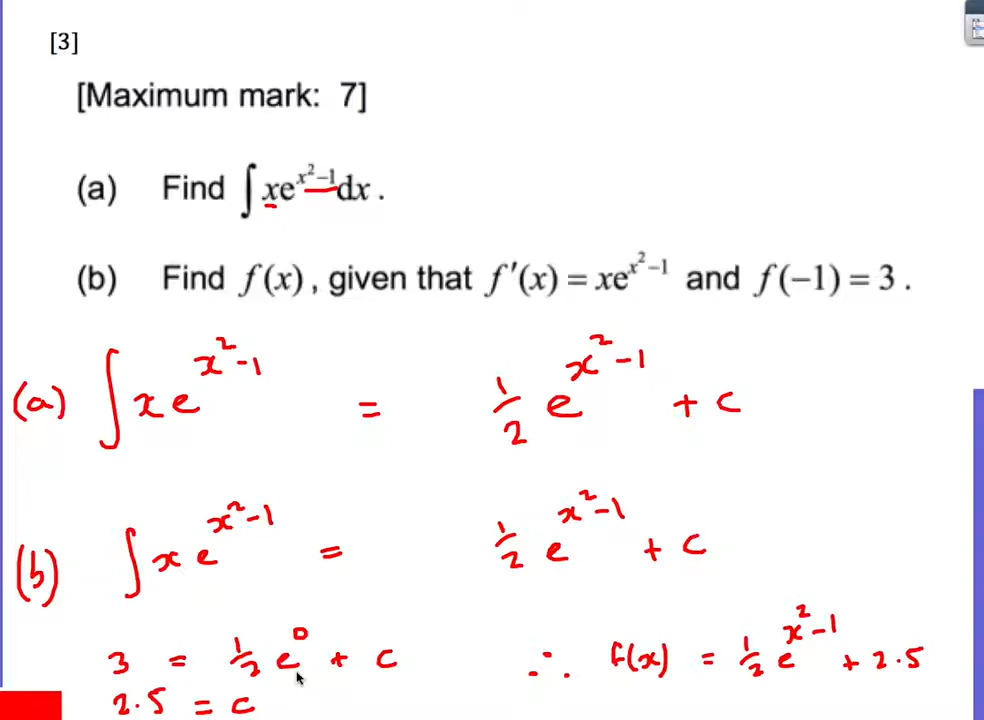 [3]
[Maximum mark: 7]
(a) Find ∫xe^{x²−1}dx.
(b) Find f(x), given that f′(x) = xe^{x²−1} and f(−1) = 3.
(a) ∫xe^{x²-1} = ½e^{x²-1} + c
(b) ∫xe^{x²-1} = ½e^{x²-1} + c
3 = ½e^0 + c ∴ f(x) = ½e^{x²-1} + 2.5
2.5 = c